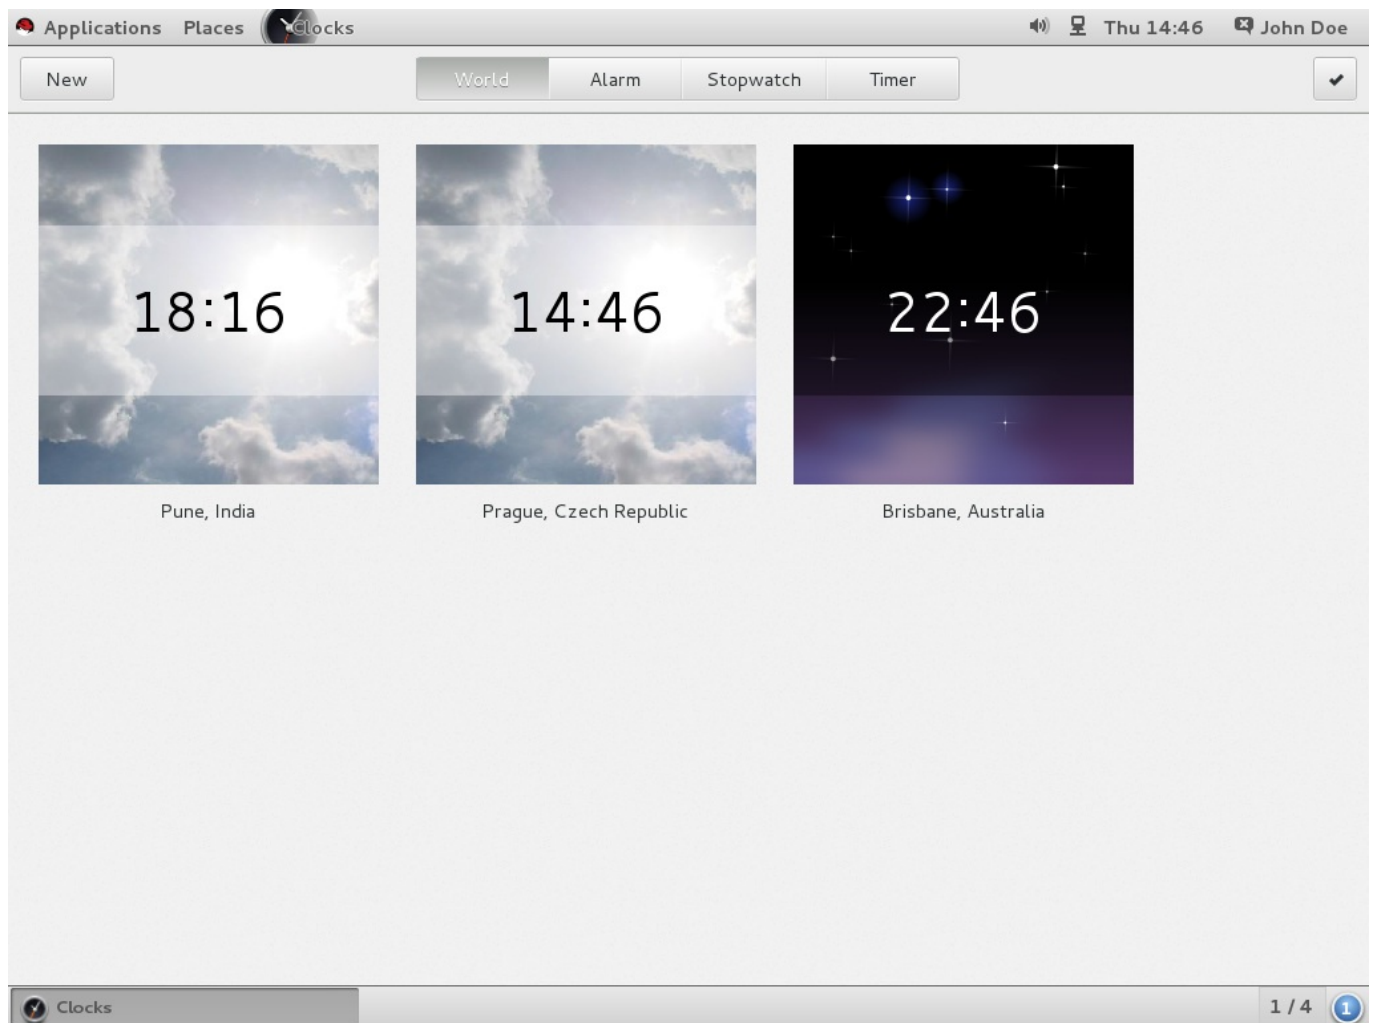 Applications Places Clocks Thu 14:46 John Doe
New World Alarm Stopwatch Timer
18:16 14:46 22:46
Pune, India Prague, Czech Republic Brisbane, Australia
Clocks 1 / 4 1